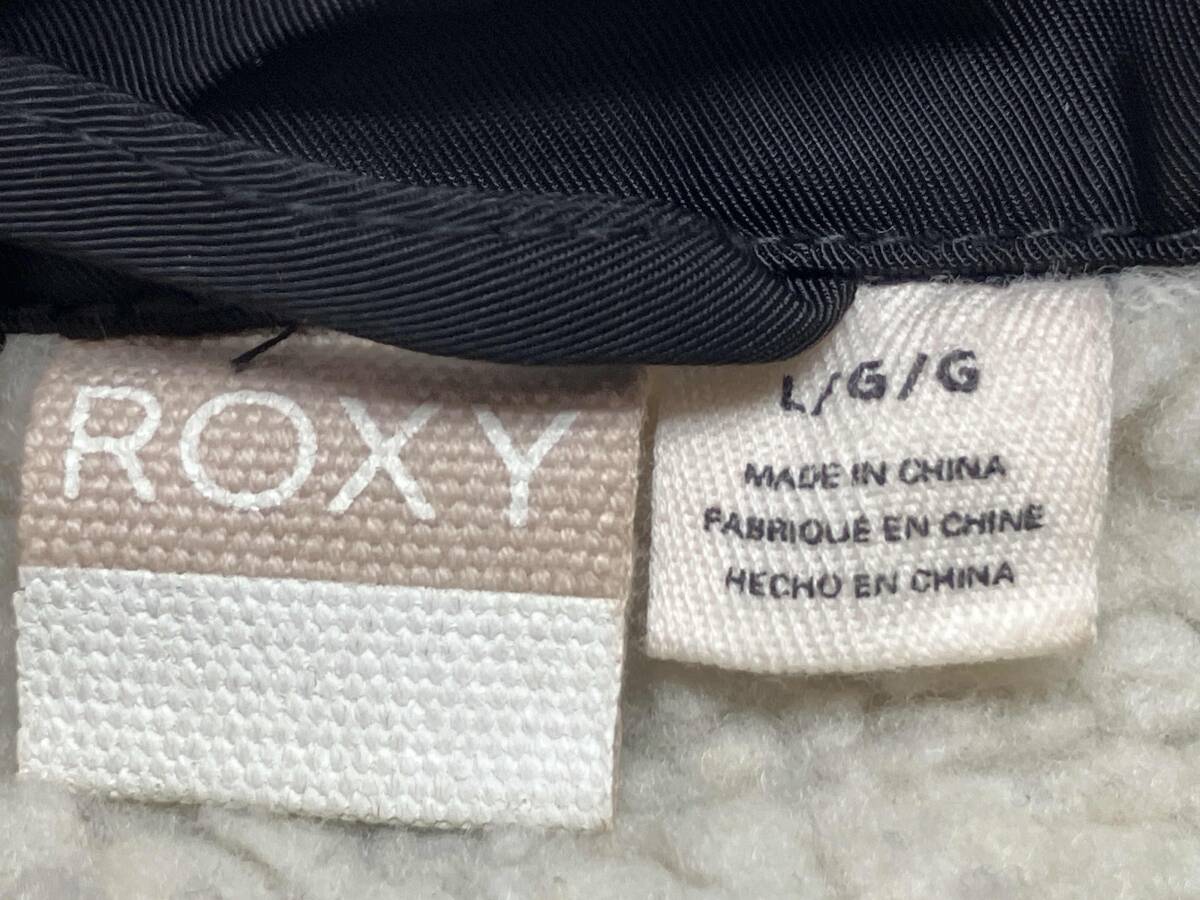 ROXY
L/G/G
MADE IN CHINA
FABRIQUÉ EN CHINE
HECHO EN CHINA